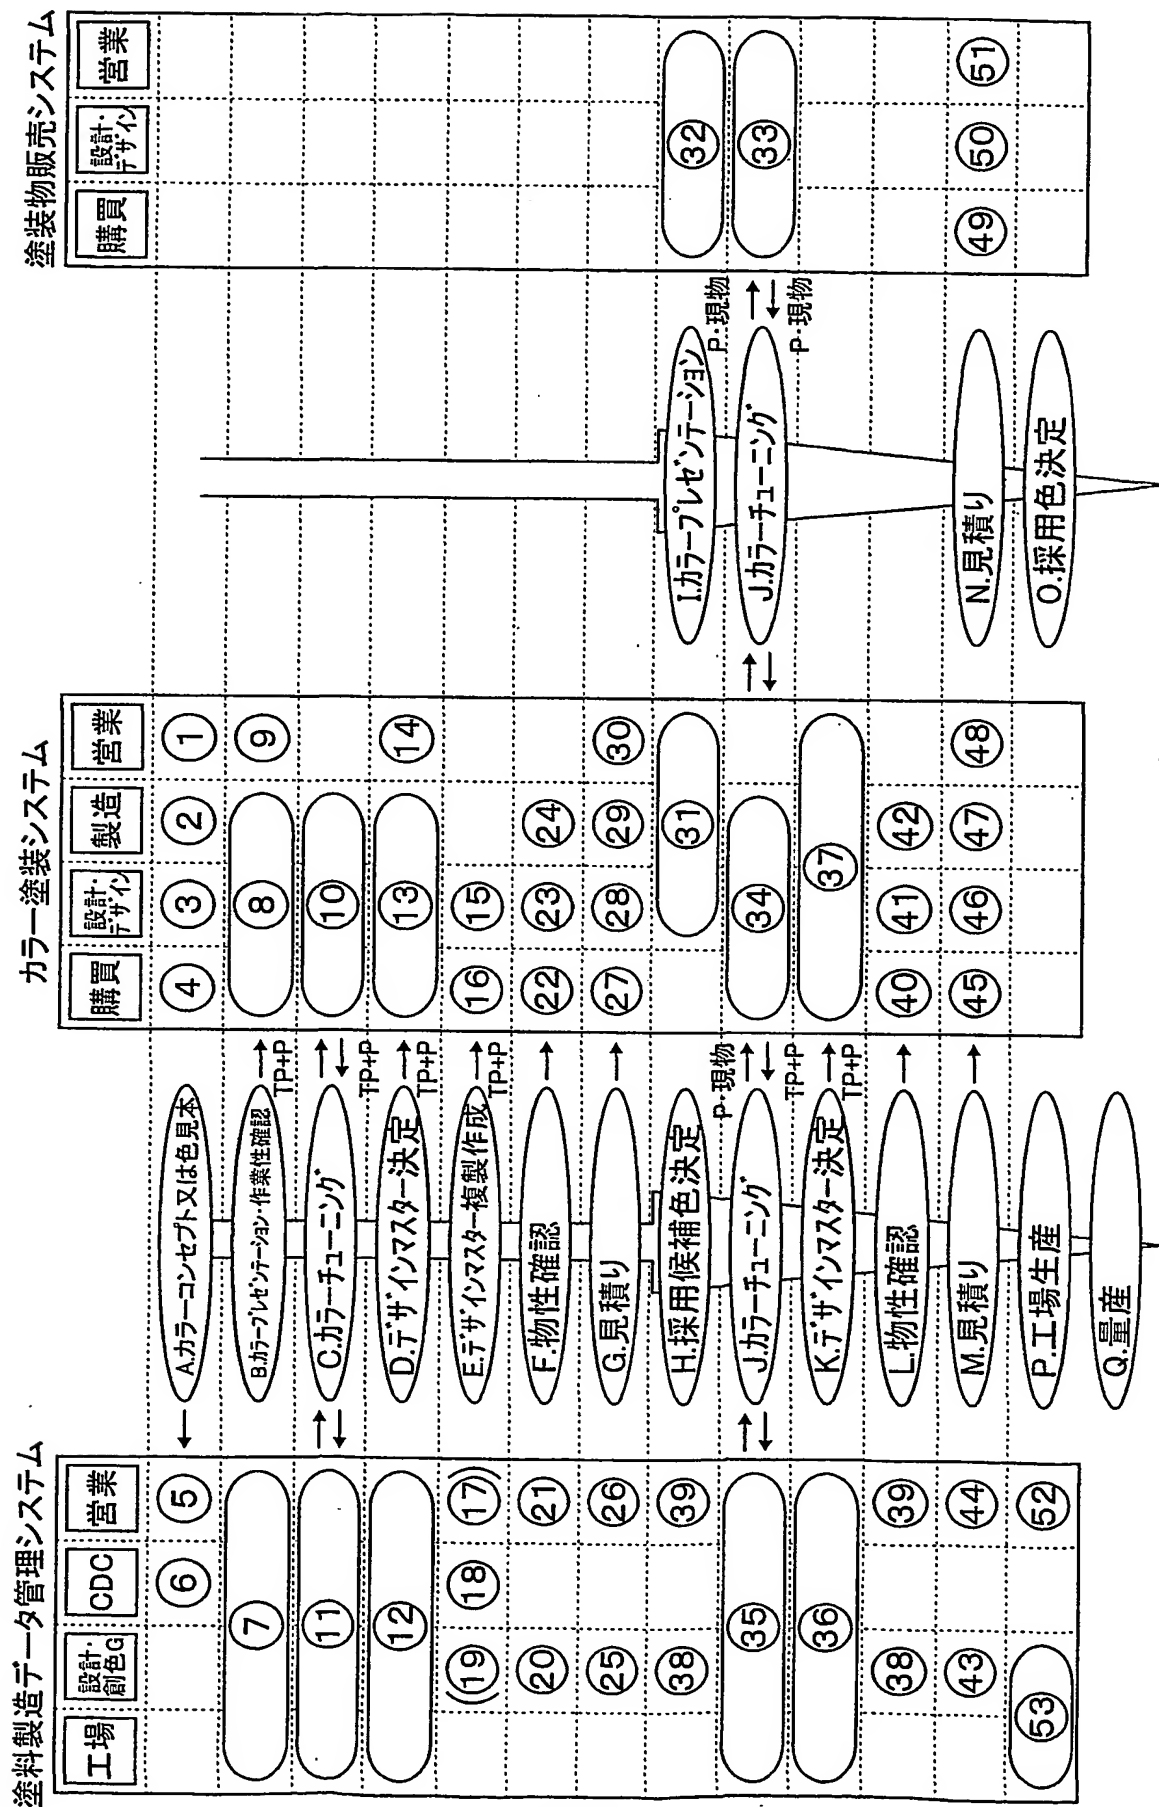 塗料製造データ管理システム
カラー塗装システム
塗装物販売システム
工場 設計・創色G CDC 営業
購買 設計・デザイン 製造 営業
購買 設計・デザイン 営業
⑥ ⑤ ← A.カラーコンセプト又は色見本 ④ ③ ② ①
⑦ B.カラープレゼンテーション・作業性確認 → TP+P ⑧ ⑨
⑪ → ← C.カラーチューニング → ← TP+P ⑩
⑫ D.デザインマスター決定 → TP+P ⑬ ⑭
(⑲ ⑱ ⑰) E.デザインマスター複製作成 → TP+P ⑯ ⑮
⑳ ㉑ F.物性確認 → ㉒ ㉓ ㉔
㉕ ㉖ G.見積り → ㉗ ㉘ ㉙ ㉚
㊳ ㊴ H.採用候補色決定 ㉛ I.カラープレゼンテーション ㉜
P・現物 P・現物
㉟ → ← J.カラーチューニング → ← ㉞ → ← J.カラーチューニング → ← ㉝
TP+P P・現物
㊱ K.デザインマスター決定 → TP+P ㊲
㊳ ㊴ L.物性確認 → ㊵ ㊶ ㊷
㊸ ㊹ M.見積り → ㊺ ㊻ ㊼ ㊽ N.見積り ㊾ ㊿ 51
53 52 P.工場生産 O.採用色決定
Q.量産